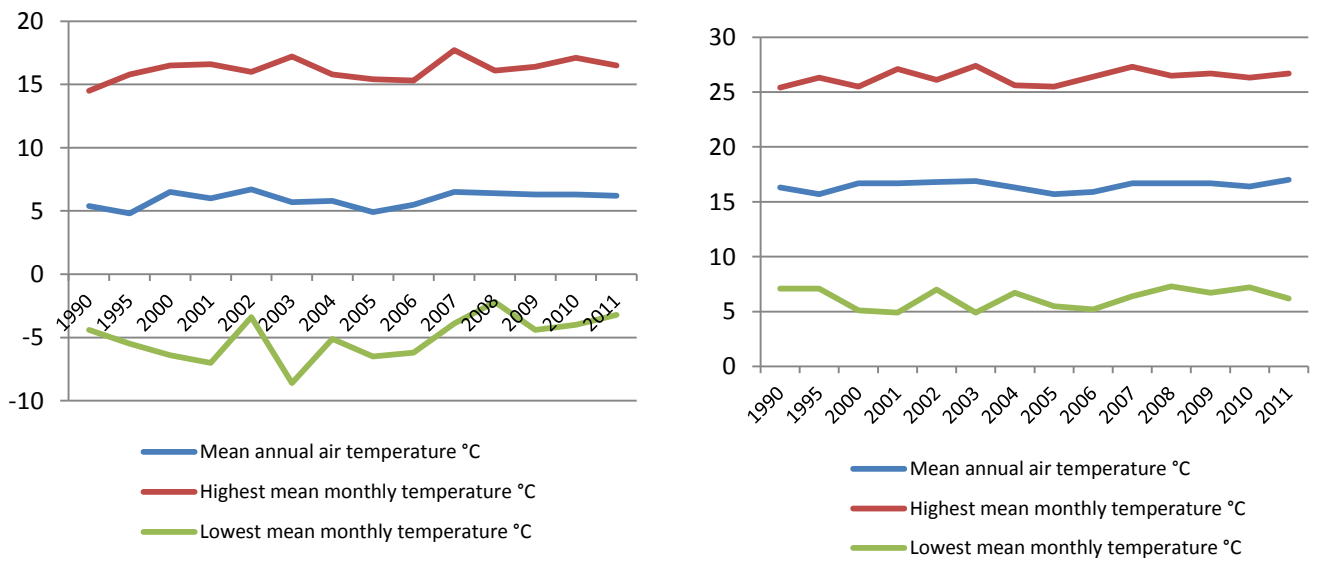 20
15
10
5
0
-5
-10
1990 1995 2000 2001 2002 2003 2004 2005 2006 2007 2008 2009 2010 2011
Mean annual air temperature °C
Highest mean monthly temperature °C
Lowest mean monthly temperature °C
30
25
20
15
10
5
0
1990 1995 2000 2001 2002 2003 2004 2005 2006 2007 2008 2009 2010 2011
Mean annual air temperature °C
Highest mean monthly temperature °C
Lowest mean monthly temperature °C